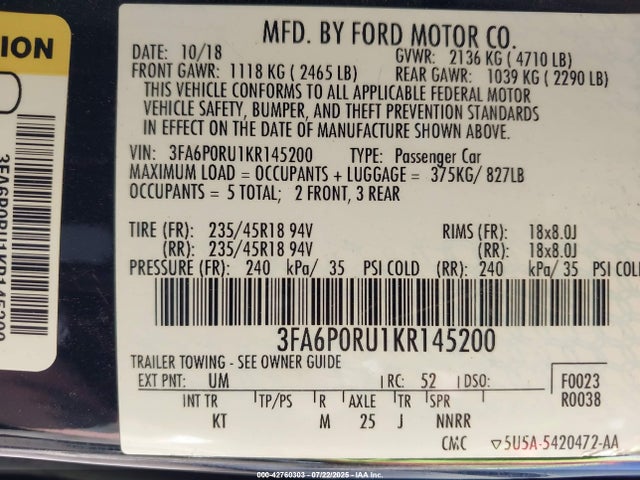 ION
MFD. BY FORD MOTOR CO.
DATE: 10/18 GVWR: 2136 KG ( 4710 LB)
FRONT GAWR: 1118 KG ( 2465 LB) REAR GAWR: 1039 KG ( 2290 LB)
THIS VEHICLE CONFORMS TO ALL APPLICABLE FEDERAL MOTOR
VEHICLE SAFETY, BUMPER, AND THEFT PREVENTION STANDARDS
IN EFFECT ON THE DATE OF MANUFACTURE SHOWN ABOVE.
VIN: 3FA6P0RU1KR145200 TYPE: Passenger Car
MAXIMUM LOAD = OCCUPANTS + LUGGAGE = 375KG/ 827LB
OCCUPANTS = 5 TOTAL; 2 FRONT, 3 REAR
TIRE (FR): 235/45R18 94V RIMS (FR): 18x8.0J
(RR): 235/45R18 94V (RR): 18x8.0J
PRESSURE (FR): 240 kPa/ 35 PSI COLD (RR): 240 kPa/ 35 PSI COL
3FA6P0RU1KR145200
3FA6P0RU1KR145200
TRAILER TOWING - SEE OWNER GUIDE
EXT PNT: UM RC: 52 DSO: F0023
INT TR TP/PS R AXLE TR SPR R0038
KT M 25 J NNRR
CMC 5U5A-5420472-AA
000-42760303 - 07/22/2025 - IAA Inc.